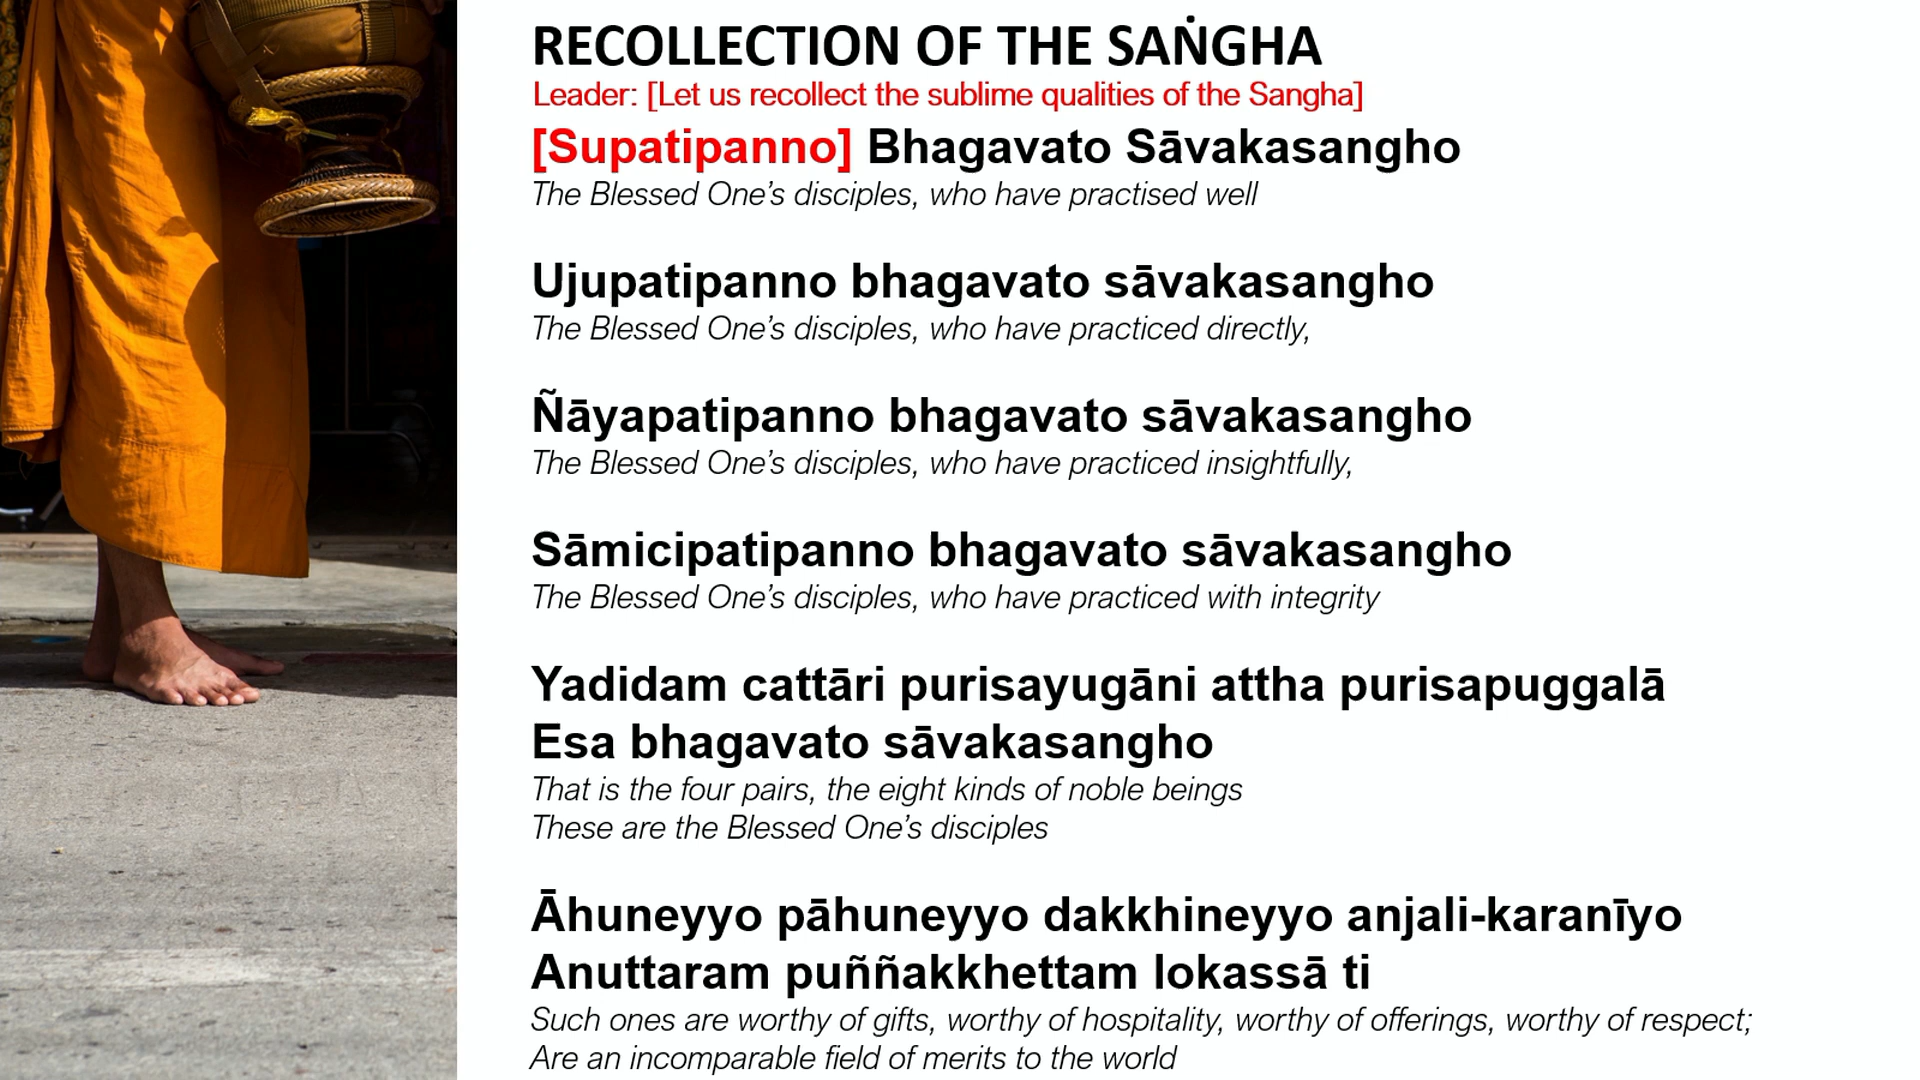 RECOLLECTION OF THE SAṄGHA
Leader: [Let us recollect the sublime qualities of the Sangha]
[Supatipanno] Bhagavato Sāvakasangho
The Blessed One’s disciples, who have practised well
Ujupatipanno bhagavato sāvakasangho
The Blessed One’s disciples, who have practiced directly,
Ñāyapatipanno bhagavato sāvakasangho
The Blessed One’s disciples, who have practiced insightfully,
Sāmicipatipanno bhagavato sāvakasangho
The Blessed One’s disciples, who have practiced with integrity
Yadidam cattāri purisayugāni attha purisapuggalā
Esa bhagavato sāvakasangho
That is the four pairs, the eight kinds of noble beings
These are the Blessed One’s disciples
Āhuneyyo pāhuneyyo dakkhineyyo anjali-karanīyo
Anuttaram puññakkhettam lokassā ti
Such ones are worthy of gifts, worthy of hospitality, worthy of offerings, worthy of respect;
Are an incomparable field of merits to the world